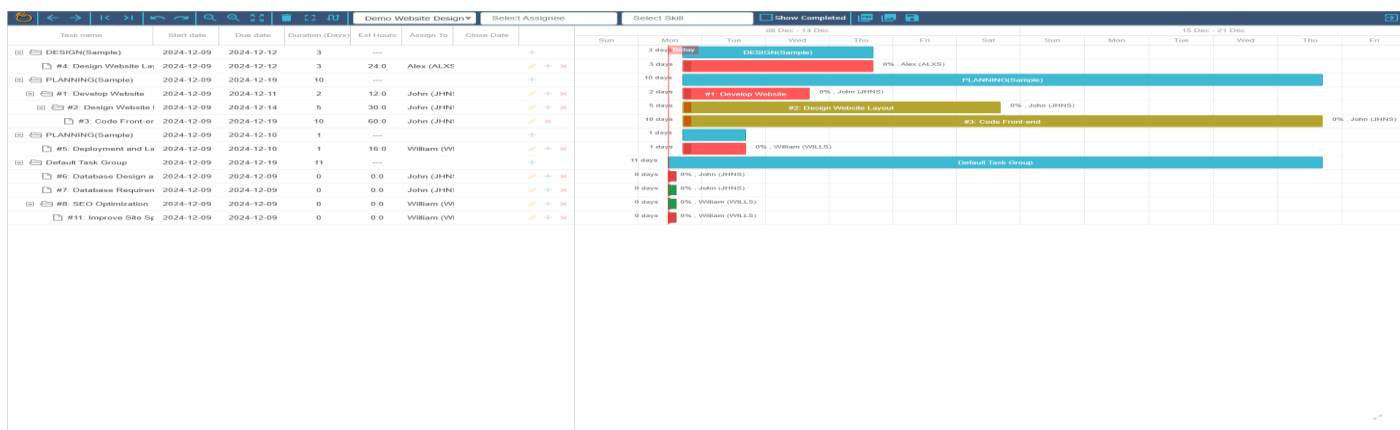 Demo Website Design Select Assignee Select Skill Show Completed
Task name Start date Due date Duration (Days) Est Hours Assign To Close Date
DESIGN(Sample) 2024-12-09 2024-12-12 3 ---
#4: Design Website Lay 2024-12-09 2024-12-12 3 24:0 Alex (ALXS
PLANNING(Sample) 2024-12-09 2024-12-19 10 ---
#1: Develop Website 2024-12-09 2024-12-11 2 12:0 John (JHNS
#2: Design Website l 2024-12-09 2024-12-14 5 30:0 John (JHNS
#3: Code Front-er 2024-12-09 2024-12-19 10 60:0 John (JHNS
PLANNING(Sample) 2024-12-09 2024-12-10 1 ---
#5: Deployment and La 2024-12-09 2024-12-10 1 16:0 William (WI
Default Task Group 2024-12-09 2024-12-19 11 ---
#6: Database Design a 2024-12-09 2024-12-09 0 0:0 John (JHNS
#7: Database Requiren 2024-12-09 2024-12-09 0 0:0 John (JHNS
#8: SEO Optimization 2024-12-09 2024-12-09 0 0:0 William (WI
#11: Improve Site Sp 2024-12-09 2024-12-09 0 0:0 William (WI
15 Dec - 21 Dec
Sun Mon Tue Wed Thu Fri Sat Sun Mon Tue Wed Thu Fri
3 days Today DESIGN(Sample)
3 days 0% , Alex (ALXS)
10 days PLANNING(Sample)
2 days #1: Develop Website 0% , John (JHNS)
5 days #2: Design Website Layout 0% , John (JHNS)
10 days #3: Code Front-end 0% , John (JHNS)
1 day
1 day 0% , William (WILLS)
11 days Default Task Group
0 days 0% , John (JHNS)
0 days 0% , John (JHNS)
0 days 0% , William (WILLS)
0 days 0% , William (WILLS)